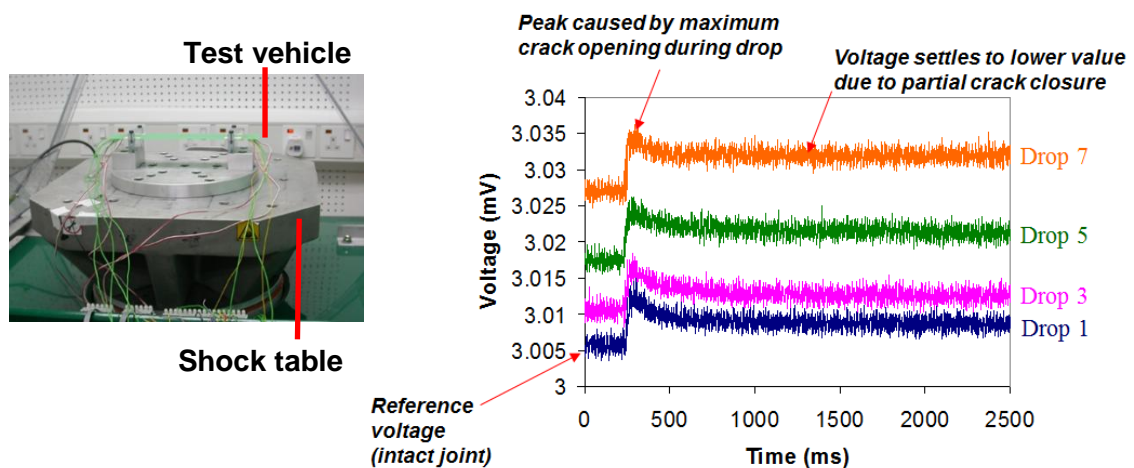 Test vehicle
Shock table
Peak caused by maximum
crack opening during drop
Voltage settles to lower value
due to partial crack closure
Voltage (mV)
3.04
3.035
3.03
3.025
3.02
3.015
3.01
3.005
3
Drop 7
Drop 5
Drop 3
Drop 1
0 500 1000 1500 2000 2500
Time (ms)
Reference
voltage
(intact joint)